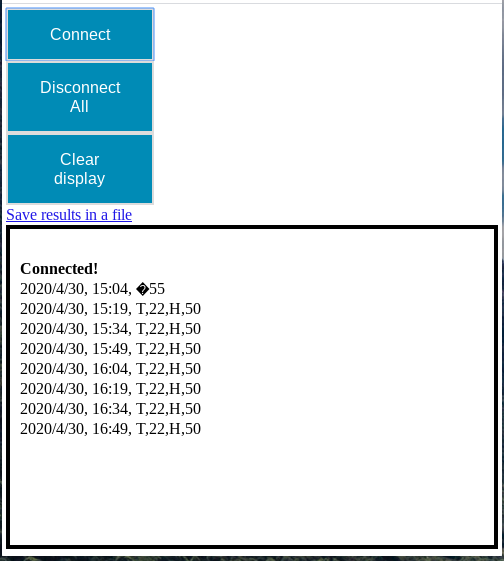 Connect
Disconnect
All
Clear
display
Save results in a file
Connected!
2020/4/30, 15:04, �55
2020/4/30, 15:19, T,22,H,50
2020/4/30, 15:34, T,22,H,50
2020/4/30, 15:49, T,22,H,50
2020/4/30, 16:04, T,22,H,50
2020/4/30, 16:19, T,22,H,50
2020/4/30, 16:34, T,22,H,50
2020/4/30, 16:49, T,22,H,50